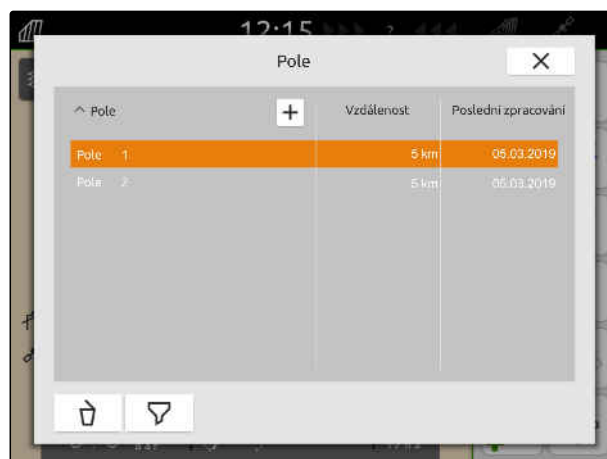 12:15
Pole
Pole Vzdálenost Poslední zpracování
Pole 1 5 km 05.03.2019
Pole 2 5 km 05.03.2019